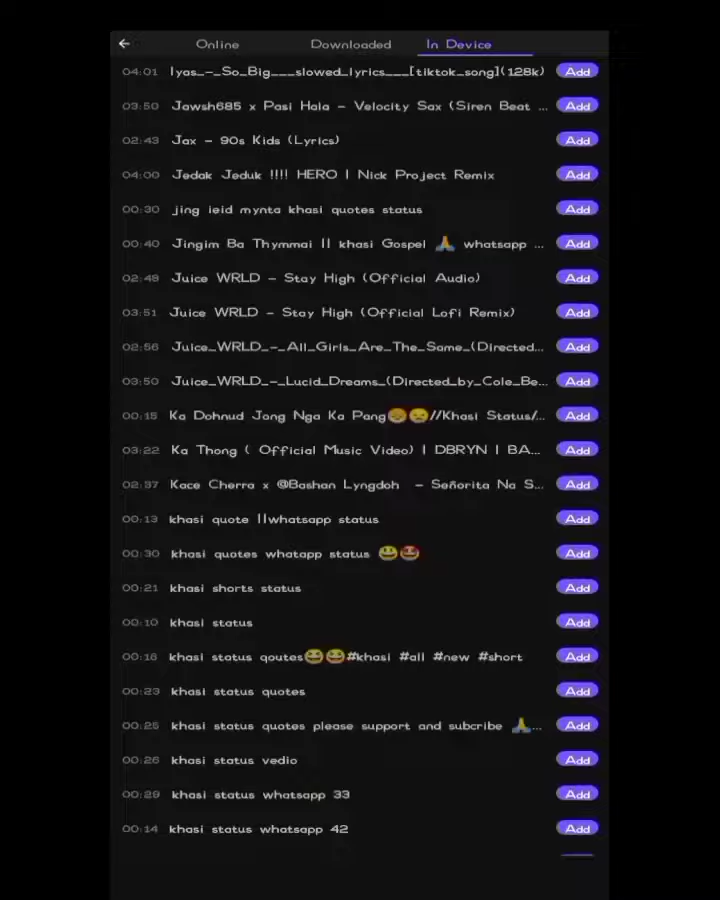 Online Downloaded In Device
04:01 Iyas_-_So_Big___slowed_lyrics___[tiktok_song](128k) Add
03:50 Jawsh685 x Pasi Hala - Velocity Sax (Siren Beat ... Add
02:43 Jax - 90s Kids (Lyrics) Add
04:00 Jedak Jeduk !!!! HERO | Nick Project Remix Add
00:30 jing ieid mynta khasi quotes status Add
00:40 Jingim Ba Thymmai || khasi Gospel 🙏 whatsapp ... Add
02:48 Juice WRLD - Stay High (Official Audio) Add
03:51 Juice WRLD - Stay High (Official Lofi Remix) Add
02:56 Juice_WRLD_-_All_Girls_Are_The_Same_(Directed... Add
03:50 Juice_WRLD_-_Lucid_Dreams_(Directed_by_Cole_Be... Add
00:15 Ka Dohnud Jong Nga Ka Pang //Khasi Status/... Add
03:22 Ka Thong ( Official Music Video) | DBRYN | BA... Add
02:37 Kace Cherra x @Bashan Lyngdoh - Señorita Na S... Add
00:13 khasi quote ||whatsapp status Add
00:30 khasi quotes whatapp status Add
00:21 khasi shorts status Add
00:10 khasi status Add
00:16 khasi status qoutes😆😆#khasi #all #new #short Add
00:23 khasi status quotes Add
00:25 khasi status quotes please support and subcribe 🙏... Add
00:26 khasi status vedio Add
00:29 khasi status whatsapp 33 Add
00:14 khasi status whatsapp 42 Add